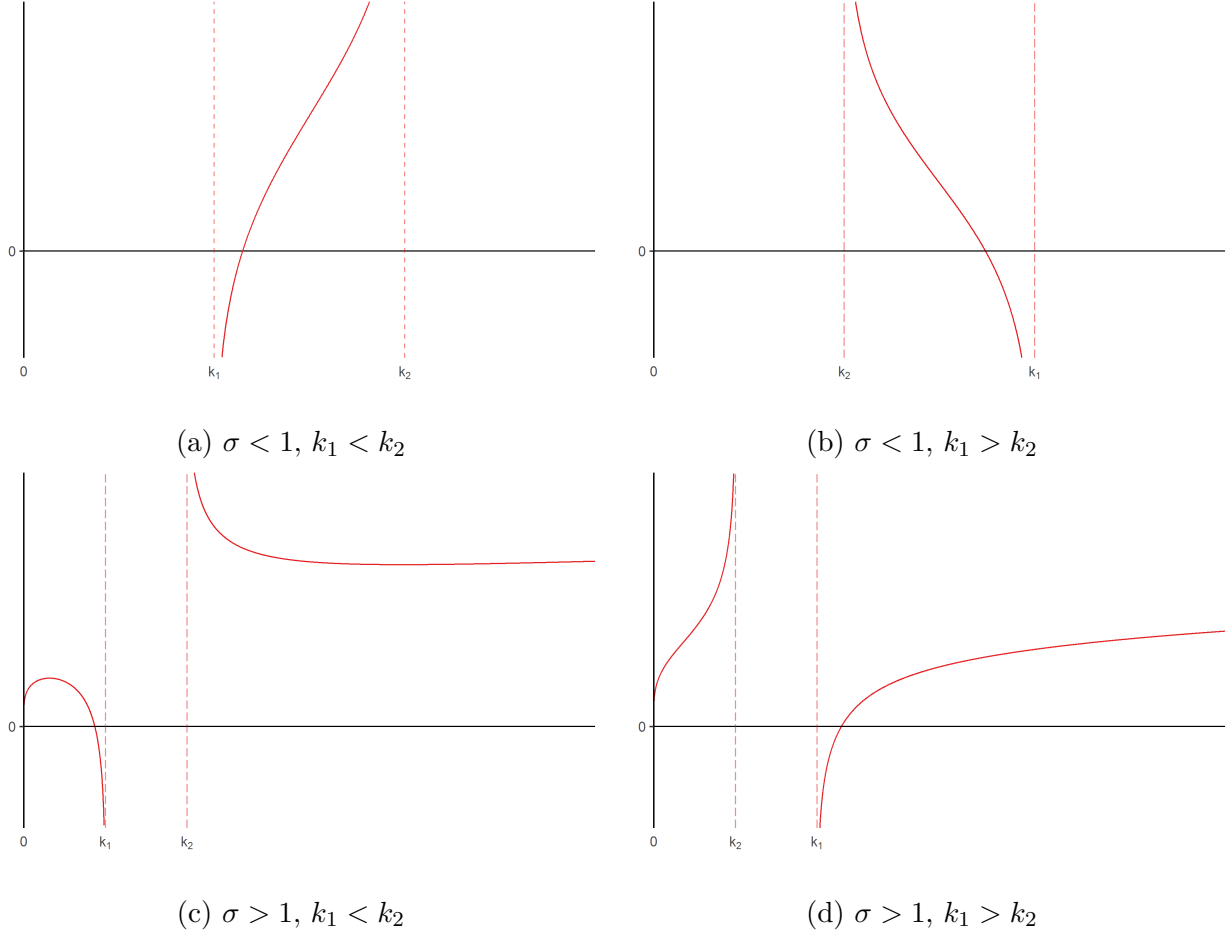 0
0
0 k₁ k₂
0 k₂ k₁
(a) σ < 1, k₁ < k₂
(b) σ < 1, k₁ > k₂
0
0
0 k₁ k₂
0 k₂ k₁
(c) σ > 1, k₁ < k₂
(d) σ > 1, k₁ > k₂